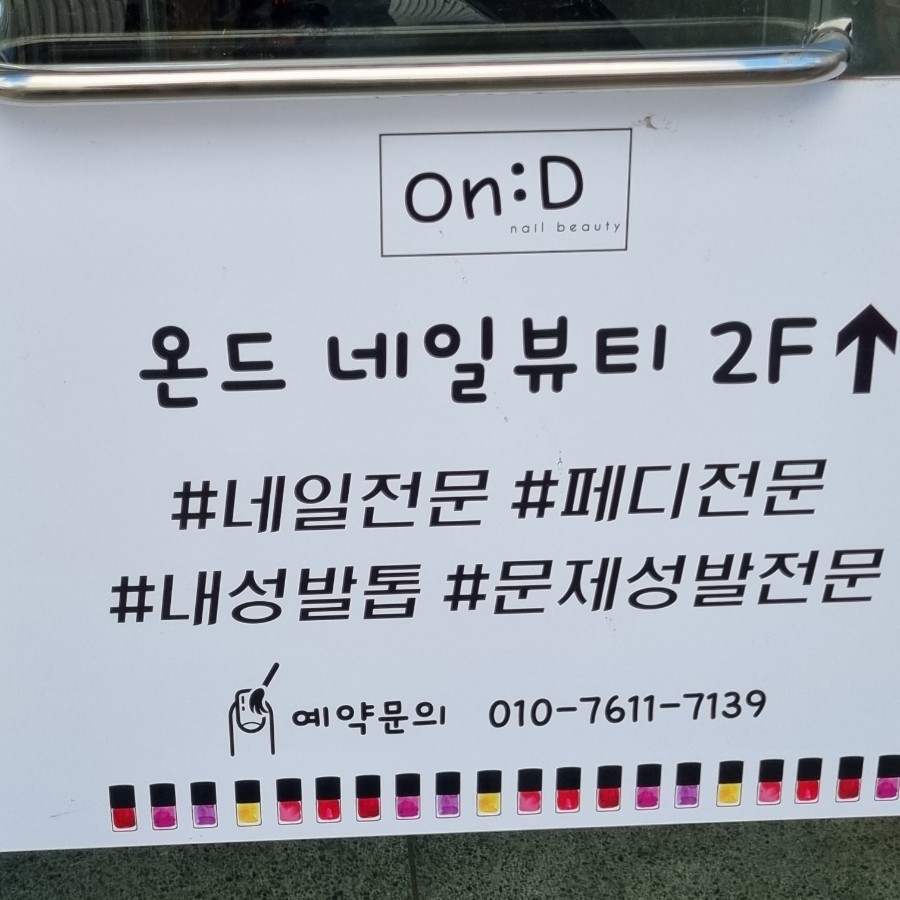 On:D
nail beauty
온드 네일뷰티 2F↑
#네일전문 #페디전문
#내성발톱 #문제성발전문
예약문의 010-7611-7139